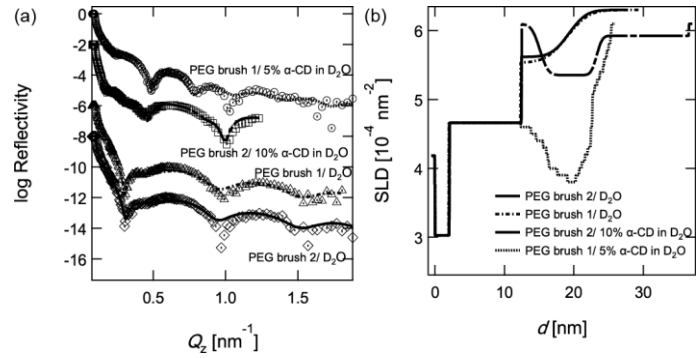 (a)
0
-2
-4
-6
-8
-10
-12
-14
-16
log Reflectivity
PEG brush 1/ 5% α-CD in D₂O
PEG brush 2/ 10% α-CD in D₂O
PEG brush 1/ D₂O
PEG brush 2/ D₂O
0.5
1.0
1.5
Qz [nm⁻¹]
(b)
6
5
4
3
SLD [10⁻⁴ nm⁻²]
PEG brush 2/ D₂O
PEG brush 1/ D₂O
PEG brush 2/ 10% α-CD in D₂O
PEG brush 1/ 5% α-CD in D₂O
0
10
20
30
d [nm]